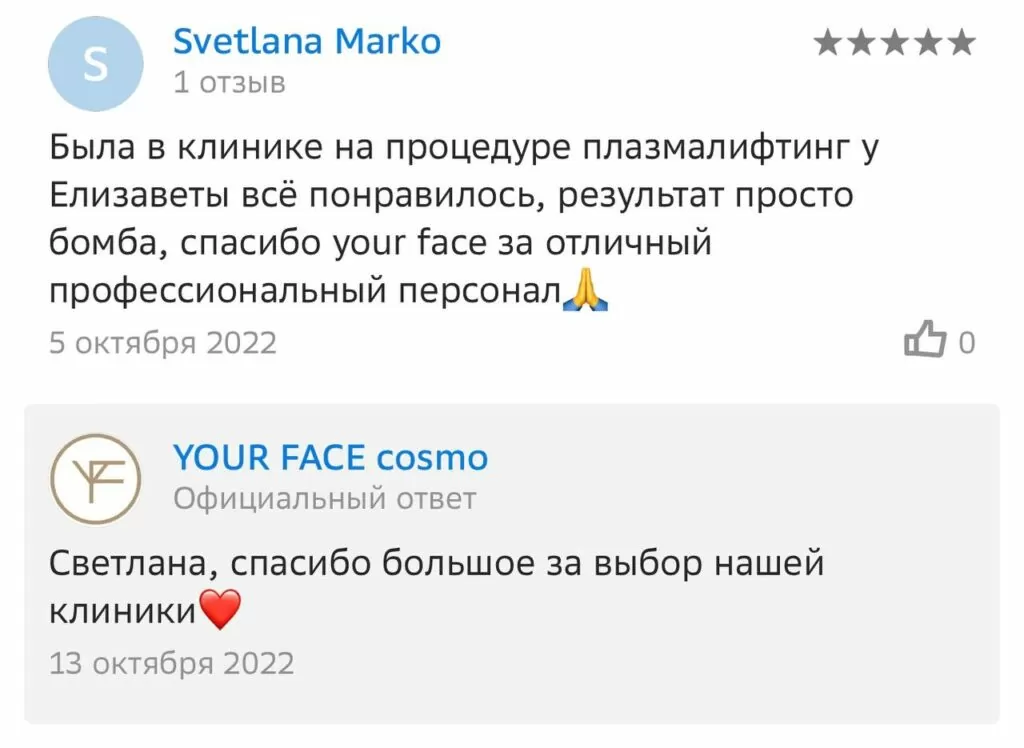 S
Svetlana Marko
★★★★★
1 отзыв
Была в клинике на процедуре плазмалифтинг у
Елизаветы всё понравилось, результат просто
бомба, спасибо your face за отличный
профессиональный персонал🙏
5 октября 2022
0
YF
YOUR FACE cosmo
Официальный ответ
Светлана, спасибо большое за выбор нашей
клиники❤️
13 октября 2022